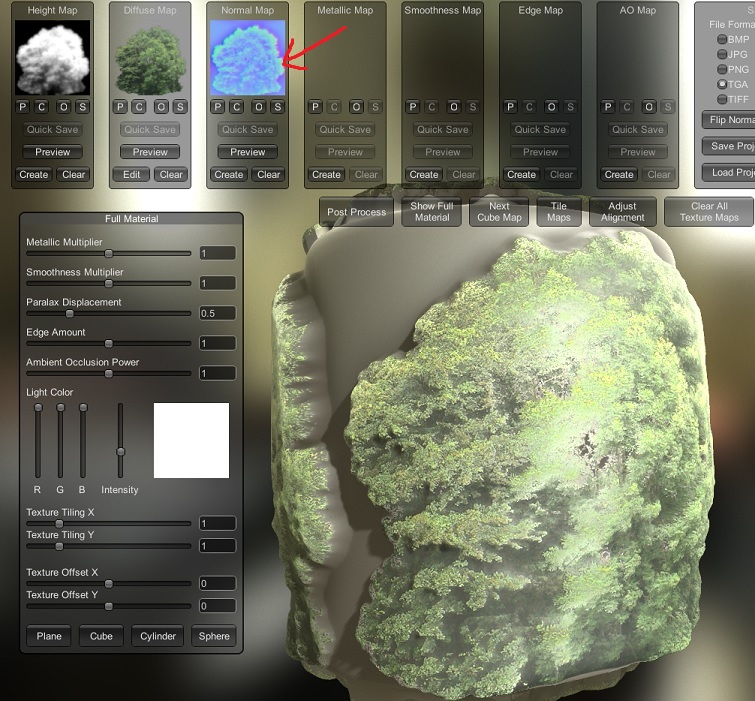 Height Map
Diffuse Map
Normal Map
Metallic Map
Smoothness Map
Edge Map
AO Map
S
File Forma
BMP
JPG
PNG
TGA
TIFF
P C O S
P C O S
P C O S
P C O S
P C O S
P C O S
P C O S
Quick Save
Quick Save
Quick Save
Quick Save
Quick Save
Quick Save
Quick Save
Flip Norma
Preview
Preview
Preview
Preview
Preview
Preview
Preview
Save Proj
Create Clear
Edit Clear
Create Clear
Create Clear
Create Clear
Create Clear
Create Clear
Load Proj
Post Process
Show Full
Material
Next
Cube Map
Tile
Maps
Adjust
Alignment
Clear All
Texture Maps
Full Material
Metallic Multiplier
1
Smoothness Multiplier
1
Paralax Displacement
0.5
Edge Amount
1
Ambient Occlusion Power
1
Light Color
R G B Intensity
Texture Tiling X
1
Texture Tiling Y
1
Texture Offset X
0
Texture Offset Y
0
Plane Cube Cylinder Sphere